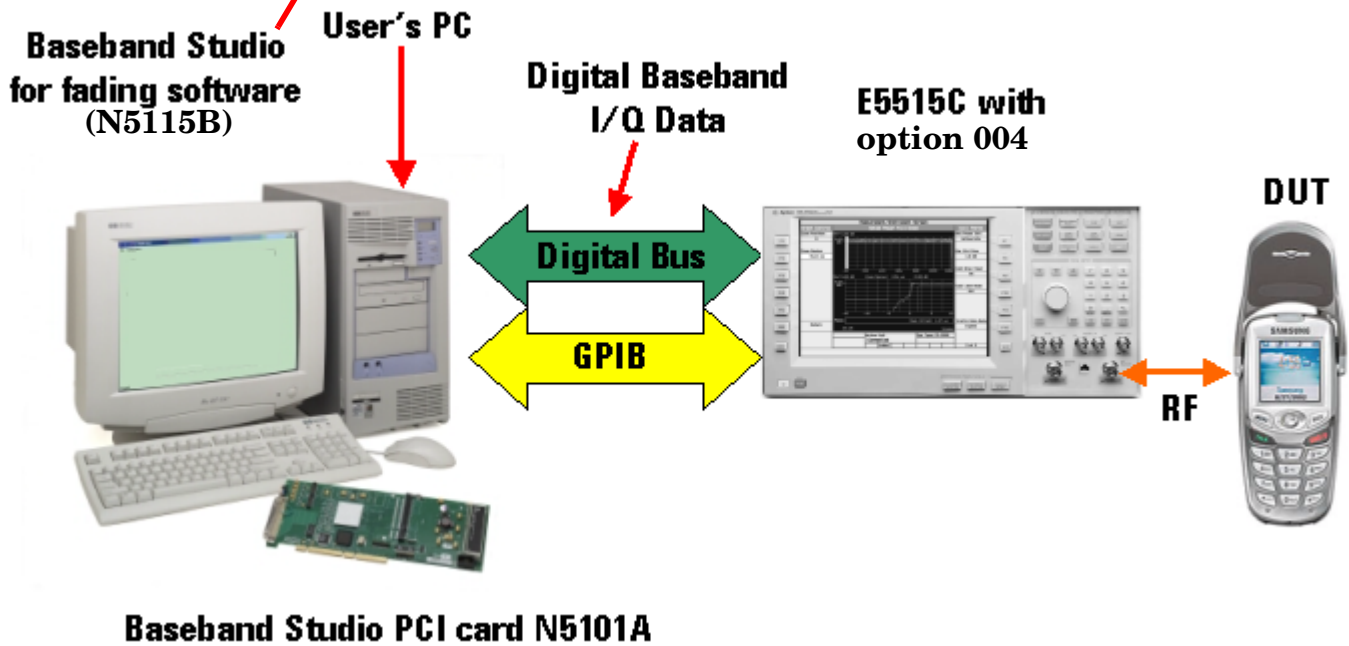 Baseband Studio
for fading software
(N5115B)
User's PC
Digital Baseband
I/Q Data
E5515C with
option 004
DUT
Digital Bus
GPIB
RF
SAMSUNG
Samsung
Baseband Studio PCI card N5101A